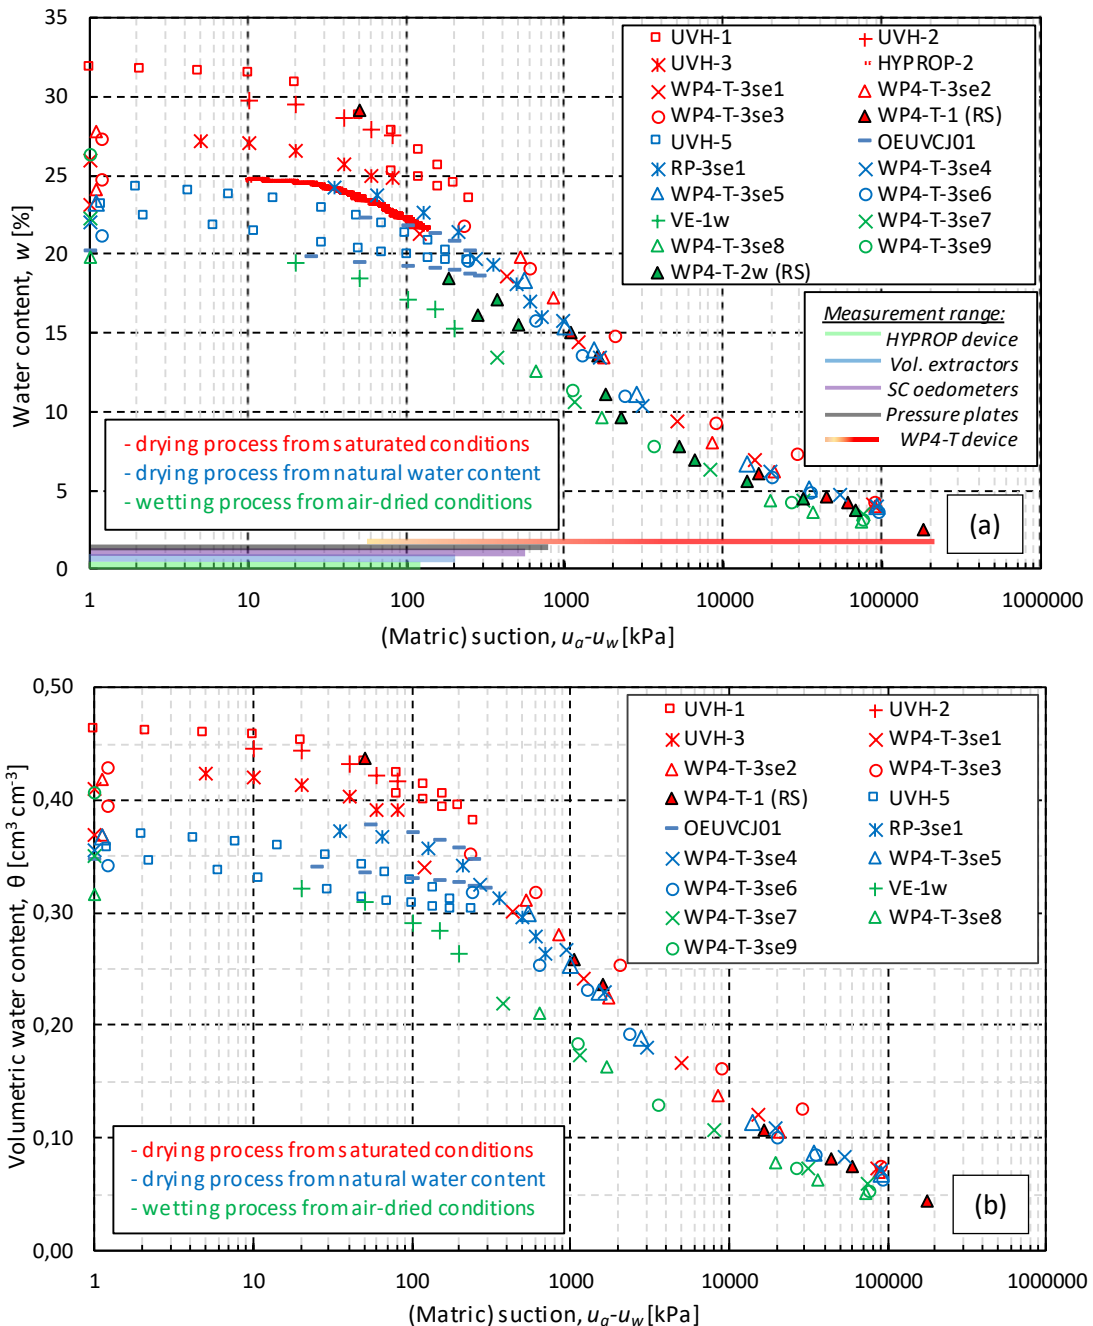 35
30
25
20
15
10
5
0
Water content, w [%]
UVH-1
UVH-2
UVH-3
HYPROP-2
WP4-T-3se1
WP4-T-3se2
WP4-T-3se3
WP4-T-1 (RS)
UVH-5
OEUVCJ01
RP-3se1
WP4-T-3se4
WP4-T-3se5
WP4-T-3se6
VE-1w
WP4-T-3se7
WP4-T-3se8
WP4-T-3se9
WP4-T-2w (RS)
Measurement range:
HYPROP device
Vol. extractors
SC oedometers
Pressure plates
WP4-T device
- drying process from saturated conditions
- drying process from natural water content
- wetting process from air-dried conditions
(a)
1 10 100 1000 10000 100000 1000000
(Matric) suction, ua-uw [kPa]
0,50
0,40
0,30
0,20
0,10
0,00
Volumetric water content, θ [cm³ cm⁻³]
UVH-1
UVH-2
UVH-3
WP4-T-3se1
WP4-T-3se2
WP4-T-3se3
WP4-T-1 (RS)
UVH-5
OEUVCJ01
RP-3se1
WP4-T-3se4
WP4-T-3se5
WP4-T-3se6
VE-1w
WP4-T-3se7
WP4-T-3se8
WP4-T-3se9
- drying process from saturated conditions
- drying process from natural water content
- wetting process from air-dried conditions
(b)
1 10 100 1000 10000 100000 1000000
(Matric) suction, ua-uw [kPa]